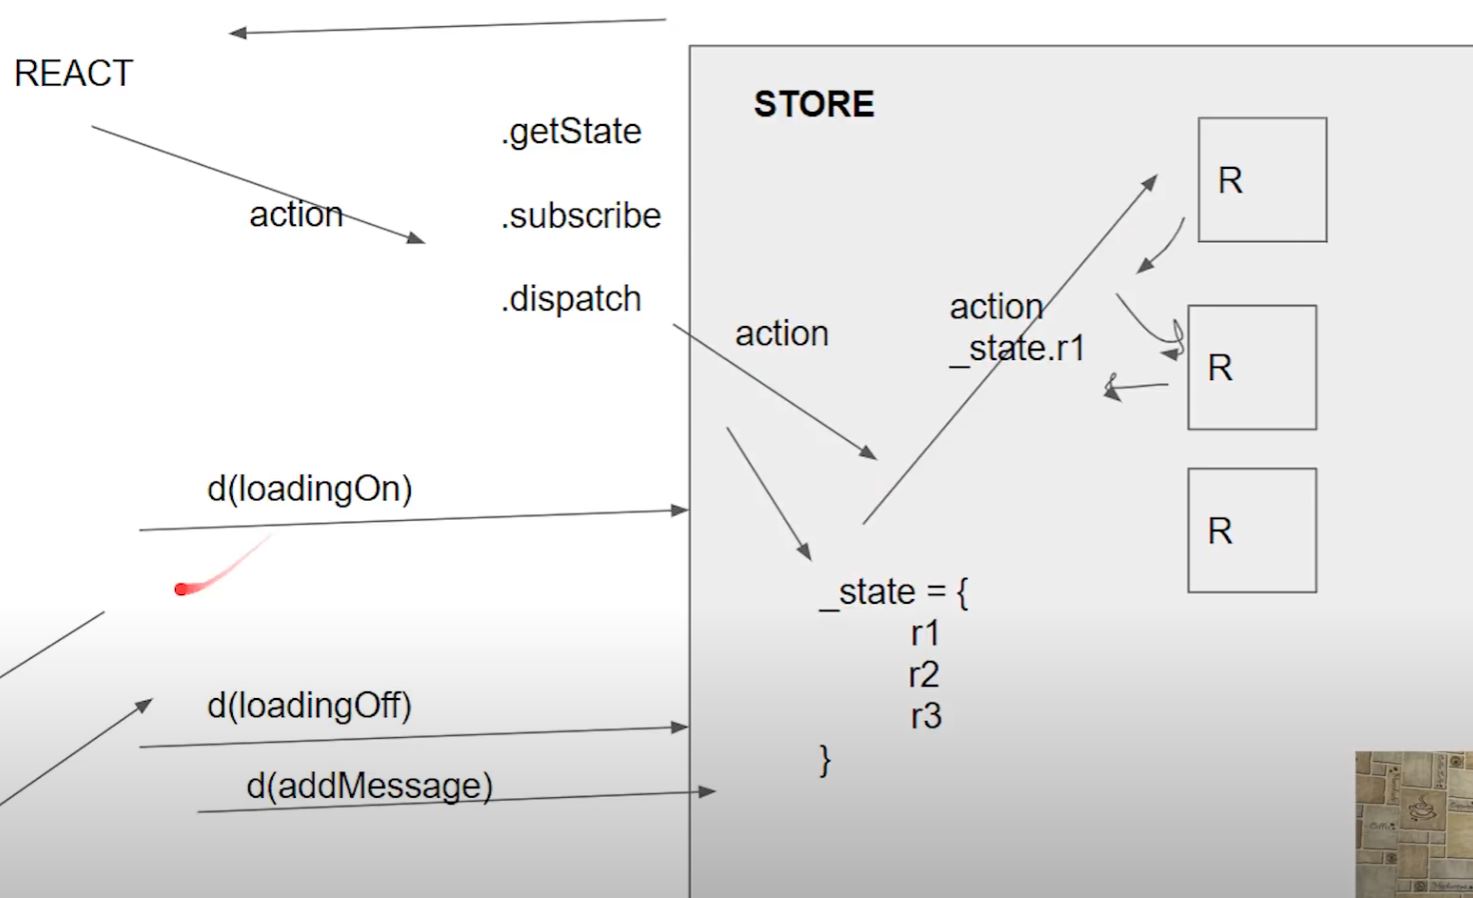 REACT
STORE
.getState
R
action
.subscribe
.dispatch
action
action
_state.r1
R
d(loadingOn)
R
_state = {
r1
r2
r3
}
d(loadingOff)
d(addMessage)